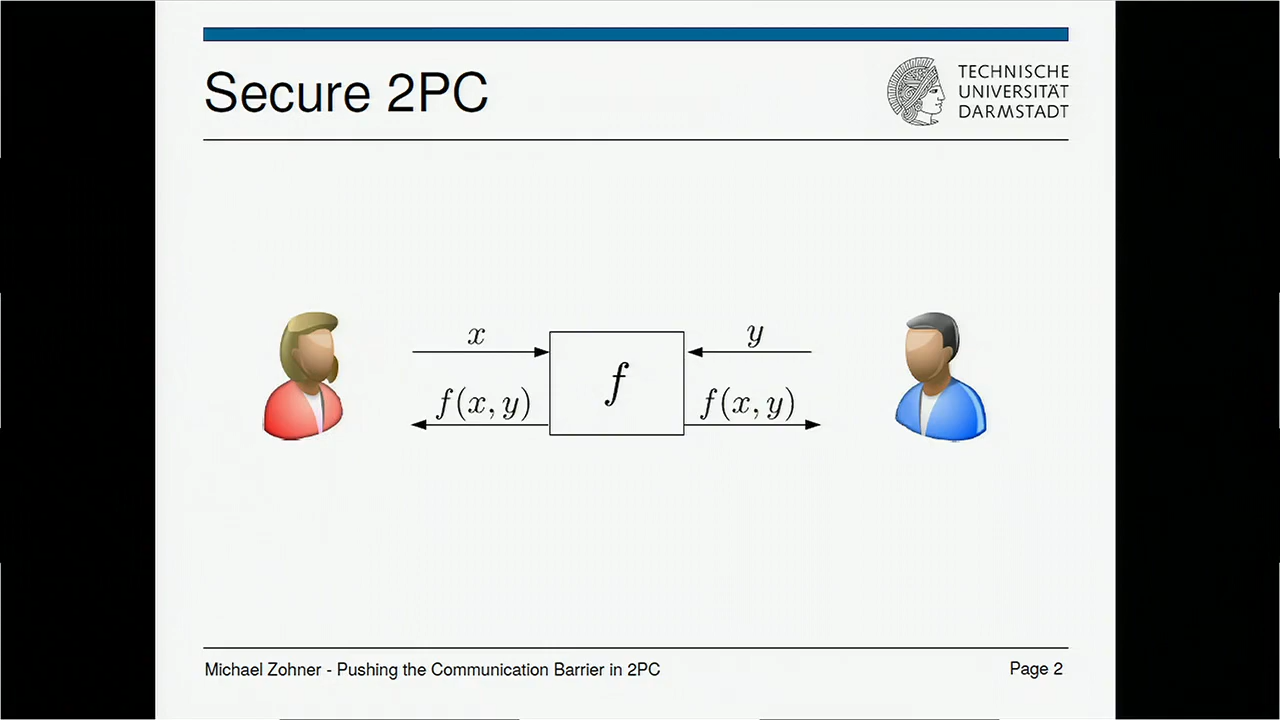 Secure 2PC
TECHNISCHE
UNIVERSITÄT
DARMSTADT
x
y
f
f(x, y)
f(x, y)
Michael Zohner - Pushing the Communication Barrier in 2PC
Page 2